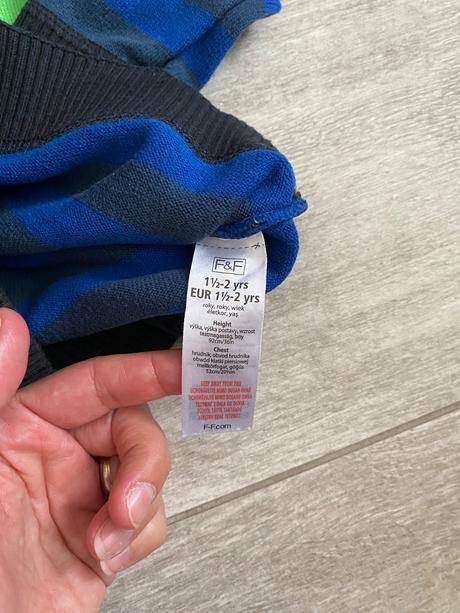 F&F
1½-2 yrs
EUR 1½-2 yrs
roky, roky, wiek
életkor, yaş
Height
výška, výška postavy, wzrost
testmagasság, boy
92cm/36in
Chest
hrudník, obvod hrudníka
obwód klatki piersiowej
mellkörfogat, göğüs
52cm/20½in
KEEP AWAY FROM FIRE
F-F.com